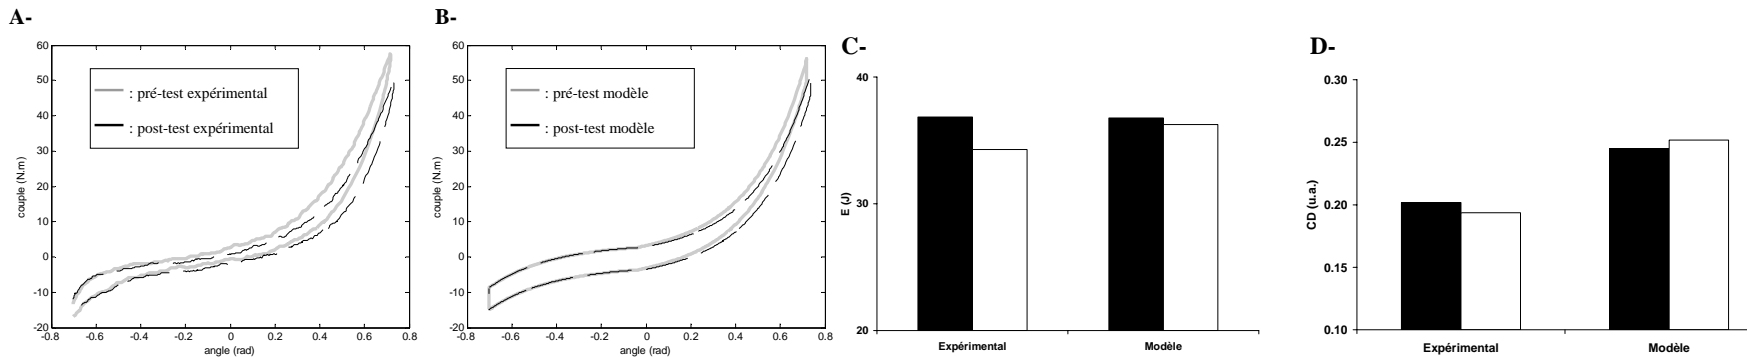 A-
60
50
40
30
20
10
0
-10
-20
-0.8
-0.6
-0.4
-0.2
0
0.2
0.4
0.6
0.8
couple (N.m)
angle (rad)
: pré-test expérimental
: post-test expérimental
B-
60
50
40
30
20
10
0
-10
-20
-0.8
-0.6
-0.4
-0.2
0
0.2
0.4
0.6
0.8
couple (N.m)
angle (rad)
: pré-test modèle
: post-test modèle
C-
40
30
20
E (J)
Expérimental
Modèle
D-
0.30
0.25
0.20
0.15
0.10
CD (u.a.)
Expérimental
Modèle